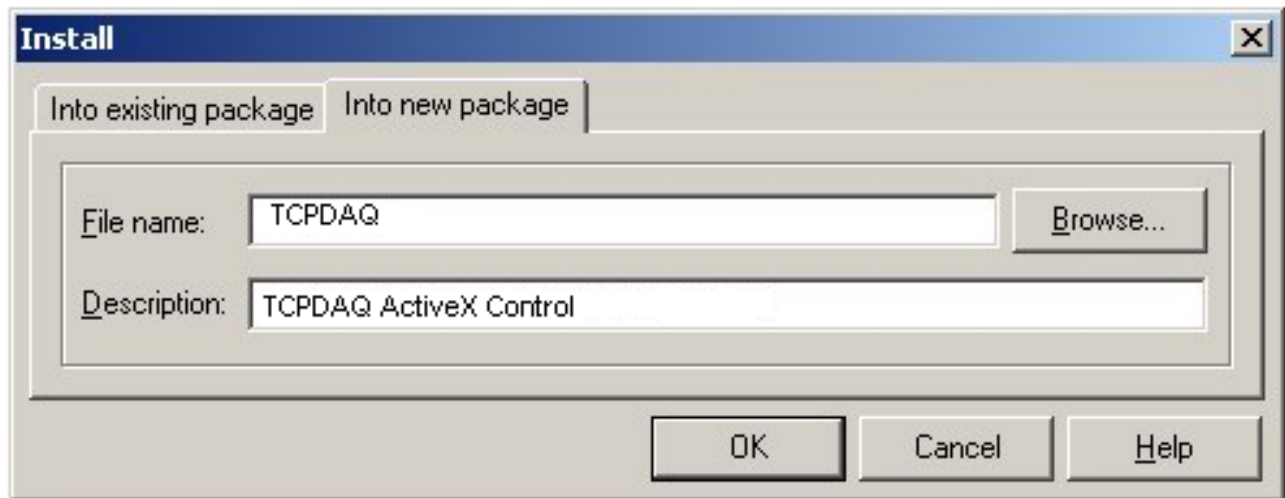 Install
Into existing package Into new package
File name: TCPDAQ Browse...
Description: TCPDAQ ActiveX Control
OK Cancel Help